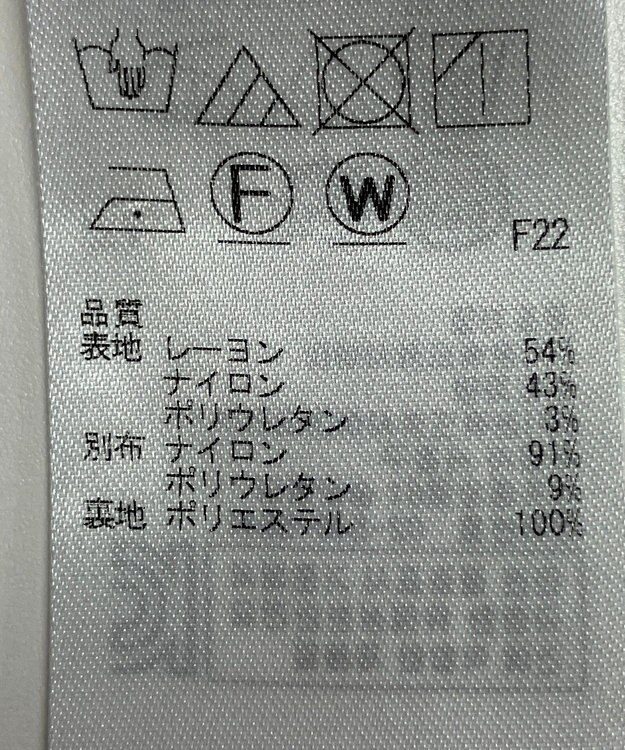 F W
F22
品質
表地 レーヨン 54%
ナイロン 43%
ポリウレタン 3%
別布 ナイロン 91%
ポリウレタン 9%
裏地 ポリエステル 100%